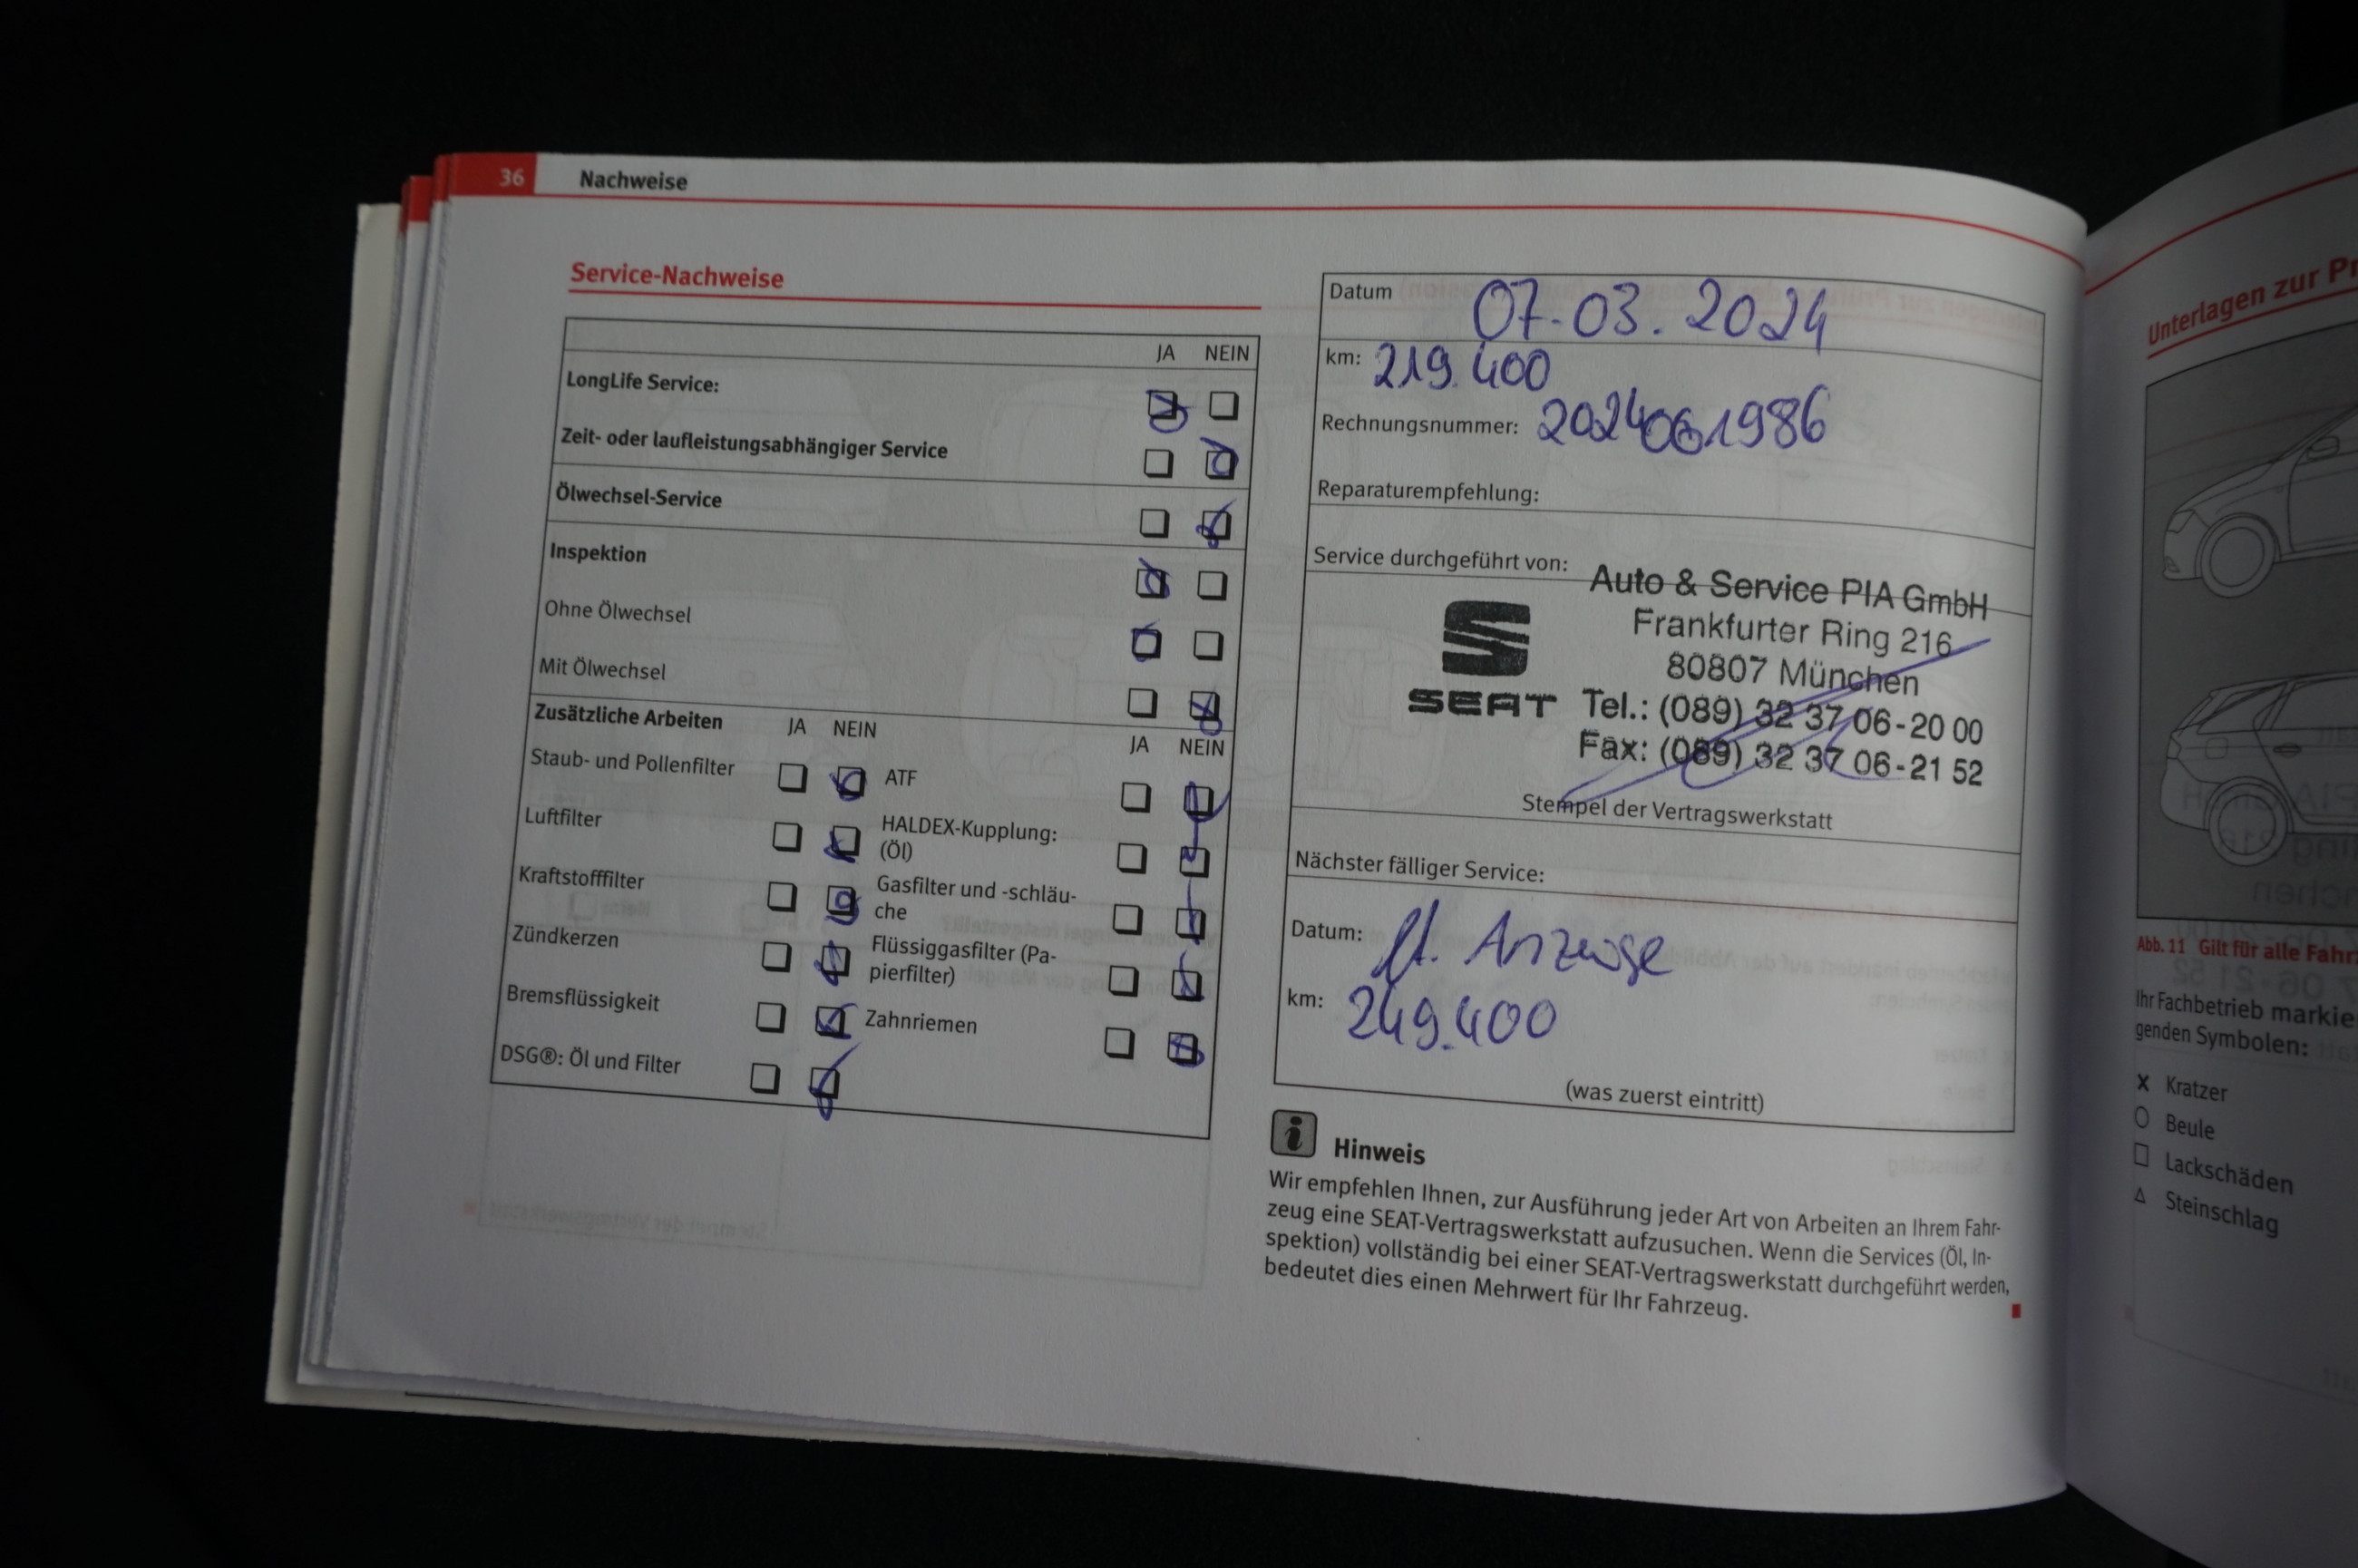 36 Nachweise
Service-Nachweise
JA NEIN
LongLife Service:
Zeit- oder laufleistungsabhängiger Service
Ölwechsel-Service
Inspektion
Ohne Ölwechsel
Mit Ölwechsel
Zusätzliche Arbeiten JA NEIN JA NEIN
Staub- und Pollenfilter ATF
Luftfilter HALDEX-Kupplung:
(Öl)
Kraftstofffilter Gasfilter und -schläu-
che
Zündkerzen Flüssiggasfilter (Pa-
pierfilter)
Bremsflüssigkeit Zahnriemen
DSG®: Öl und Filter
Datum 07.03.2024
km: 219.400
Rechnungsnummer: 2024061986
Reparaturempfehlung:
Service durchgeführt von:
Auto & Service PIA GmbH
Frankfurter Ring 216
80807 München
SEAT Tel.: (089) 32 37 06-20 00
Fax: (089) 32 37 06-21 52
Stempel der Vertragswerkstatt
Nächster fälliger Service:
Datum: lt. Anzeige
km: 249.400
(was zuerst eintritt)
Hinweis
Wir empfehlen Ihnen, zur Ausführung jeder Art von Arbeiten an Ihrem Fahr-
zeug eine SEAT-Vertragswerkstatt aufzusuchen. Wenn die Services (Öl, In-
spektion) vollständig bei einer SEAT-Vertragswerkstatt durchgeführt werden,
bedeutet dies einen Mehrwert für Ihr Fahrzeug.
Unterlagen zur Pr
Abb. 11 Gilt für alle Fahr
Ihr Fachbetrieb markie
genden Symbolen:
x Kratzer
○ Beule
□ Lackschäden
△ Steinschlag